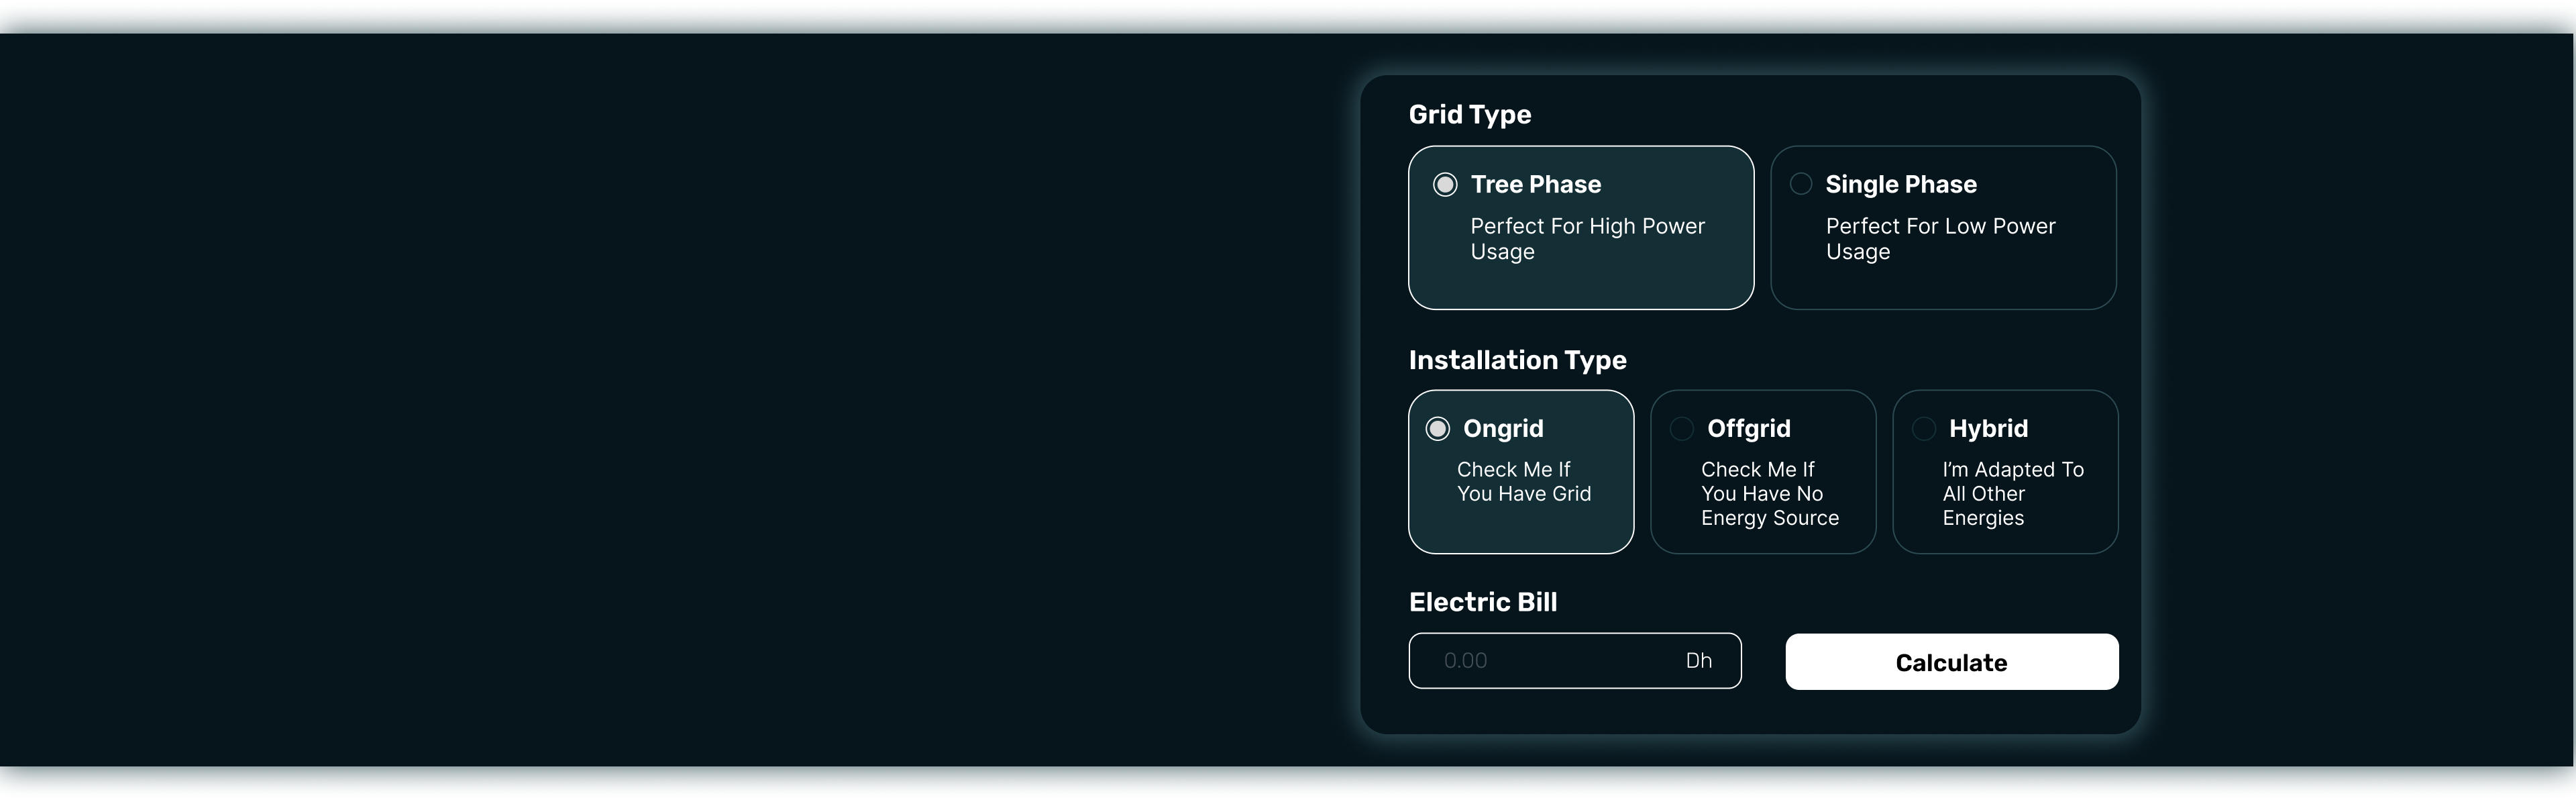 Grid Type
Tree Phase
Perfect For High Power
Usage
Single Phase
Perfect For Low Power
Usage
Installation Type
Ongrid
Check Me If
You Have Grid
Offgrid
Check Me If
You Have No
Energy Source
Hybrid
I'm Adapted To
All Other
Energies
Electric Bill
0.00
Dh
Calculate